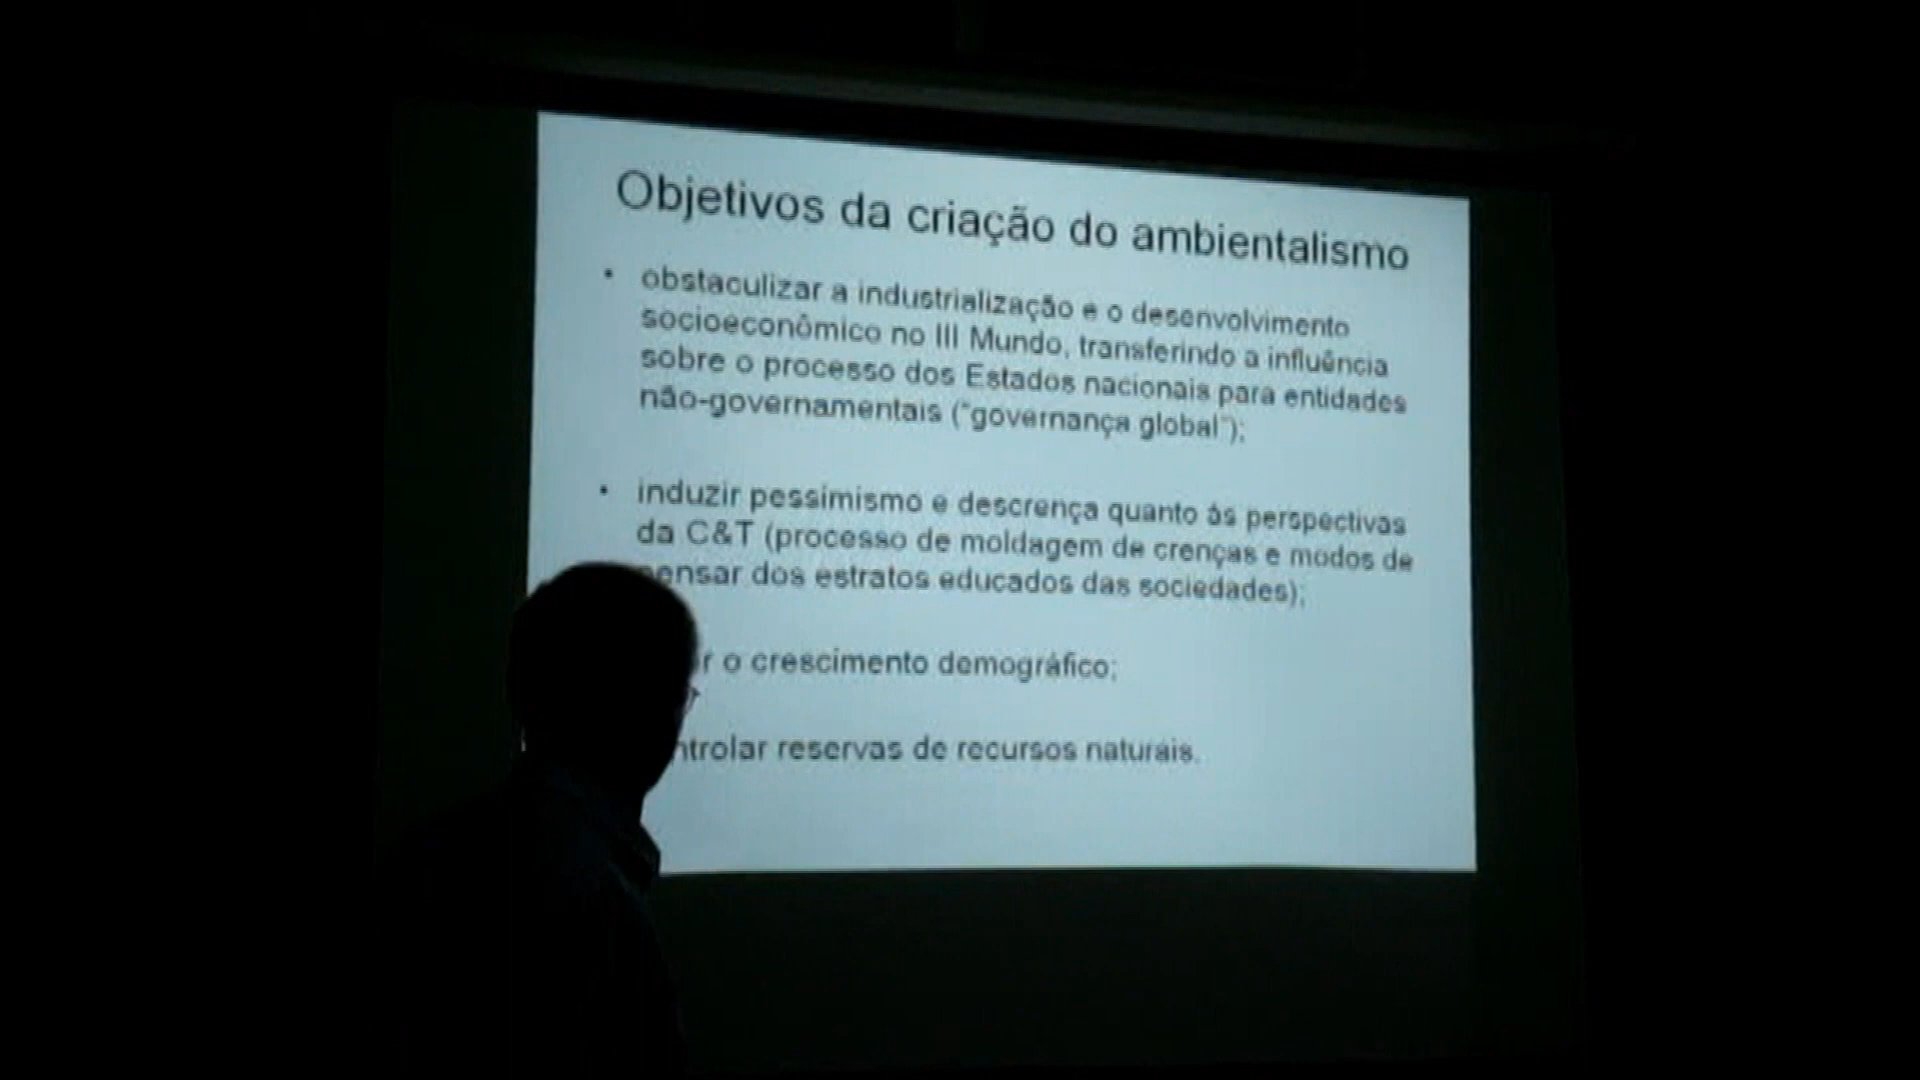 Objetivos da criação do ambientalismo
• obstaculizar a industrialização e o desenvolvimento
socioeconômico no III Mundo, transferindo a influência
sobre o processo dos Estados nacionais para entidades
não-governamentais ("governança global");
• induzir pessimismo e descrença quanto às perspectivas
da C&T (processo de moldagem de crenças e modos de
pensar dos estratos educados das sociedades);
o crescimento demográfico;
reservas de recursos naturais.